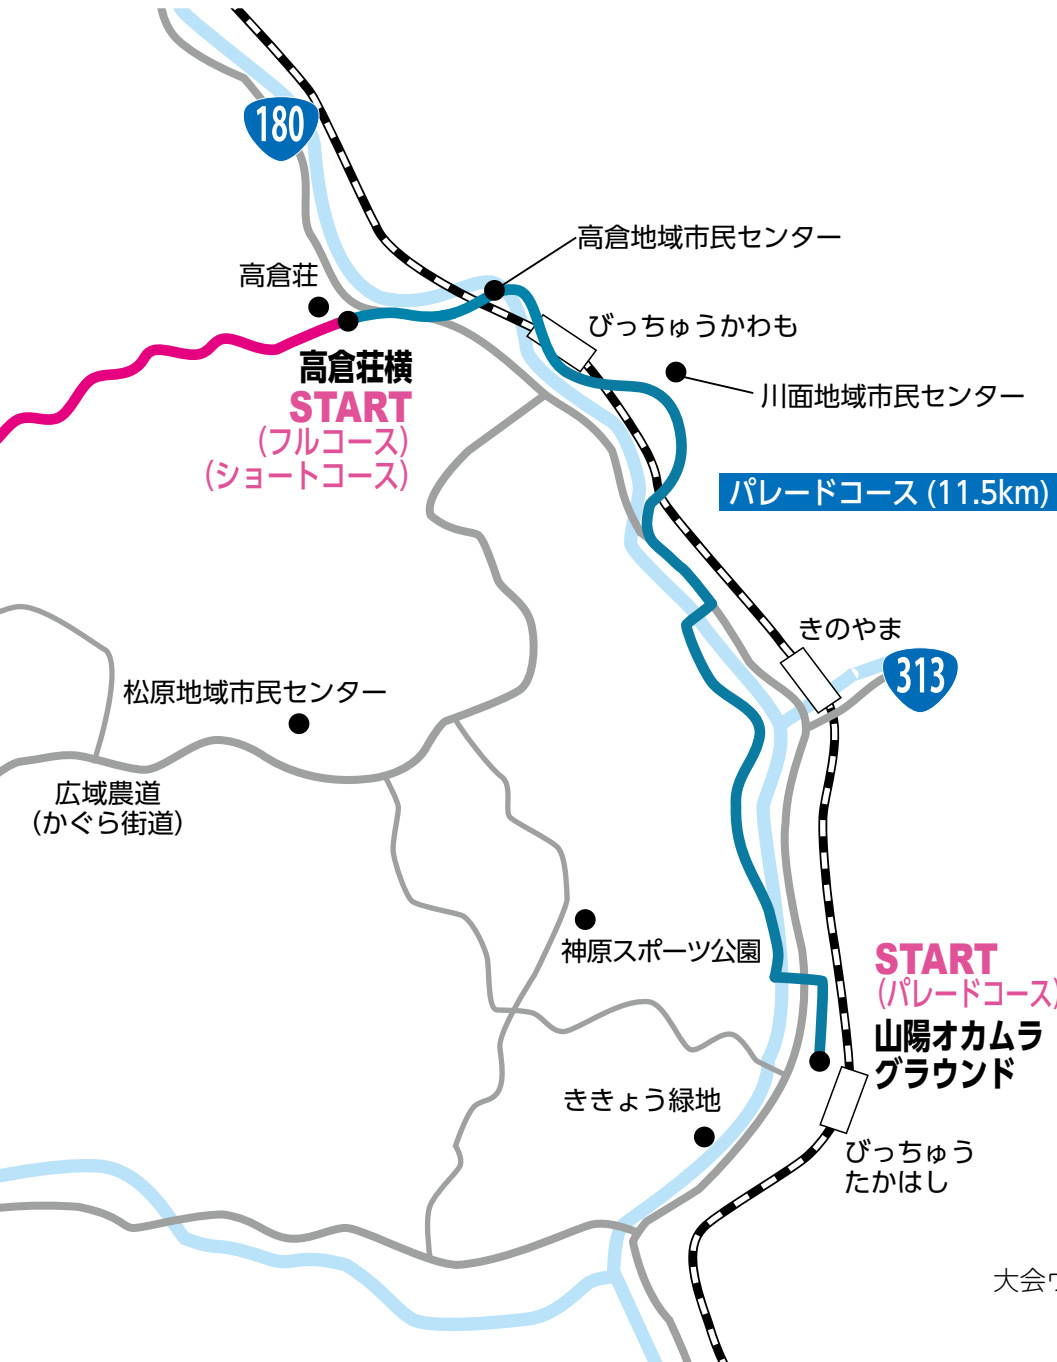 180
高倉地域市民センター
高倉荘
びっちゅうかわも
高倉荘横
START
(フルコース)
(ショートコース)
川面地域市民センター
パレードコース (11.5km)
きのやま
313
松原地域市民センター
広域農道
(かぐら街道)
神原スポーツ公園
START
(パレードコース)
山陽オカムラ
グラウンド
ききょう緑地
びっちゅう
たかはし
大会